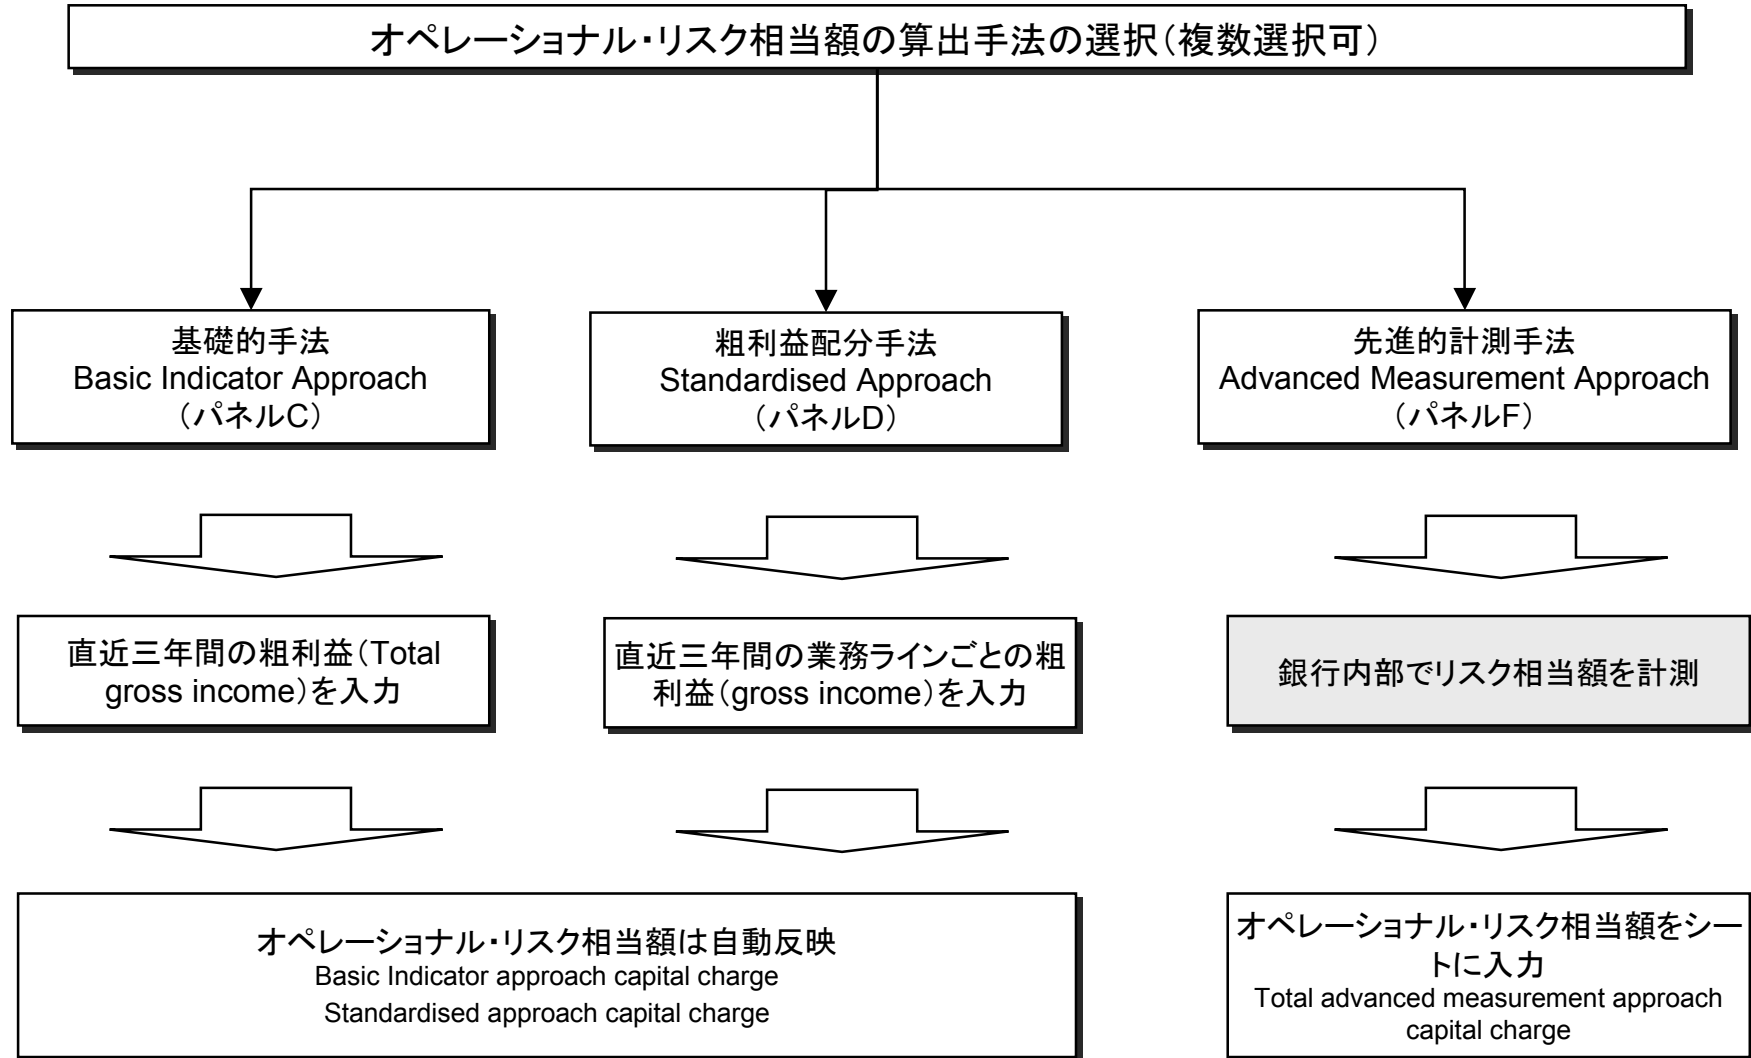 オペレーショナル・リスク相当額の算出手法の選択（複数選択可）
基礎的手法
Basic Indicator Approach
（パネルC）
粗利益配分手法
Standardised Approach
（パネルD）
先進的計測手法
Advanced Measurement Approach
（パネルF）
直近三年間の粗利益（Total
gross income）を入力
直近三年間の業務ラインごとの粗
利益（gross income）を入力
銀行内部でリスク相当額を計測
オペレーショナル・リスク相当額は自動反映
Basic Indicator approach capital charge
Standardised approach capital charge
オペレーショナル・リスク相当額をシー
トに入力
Total advanced measurement approach
capital charge